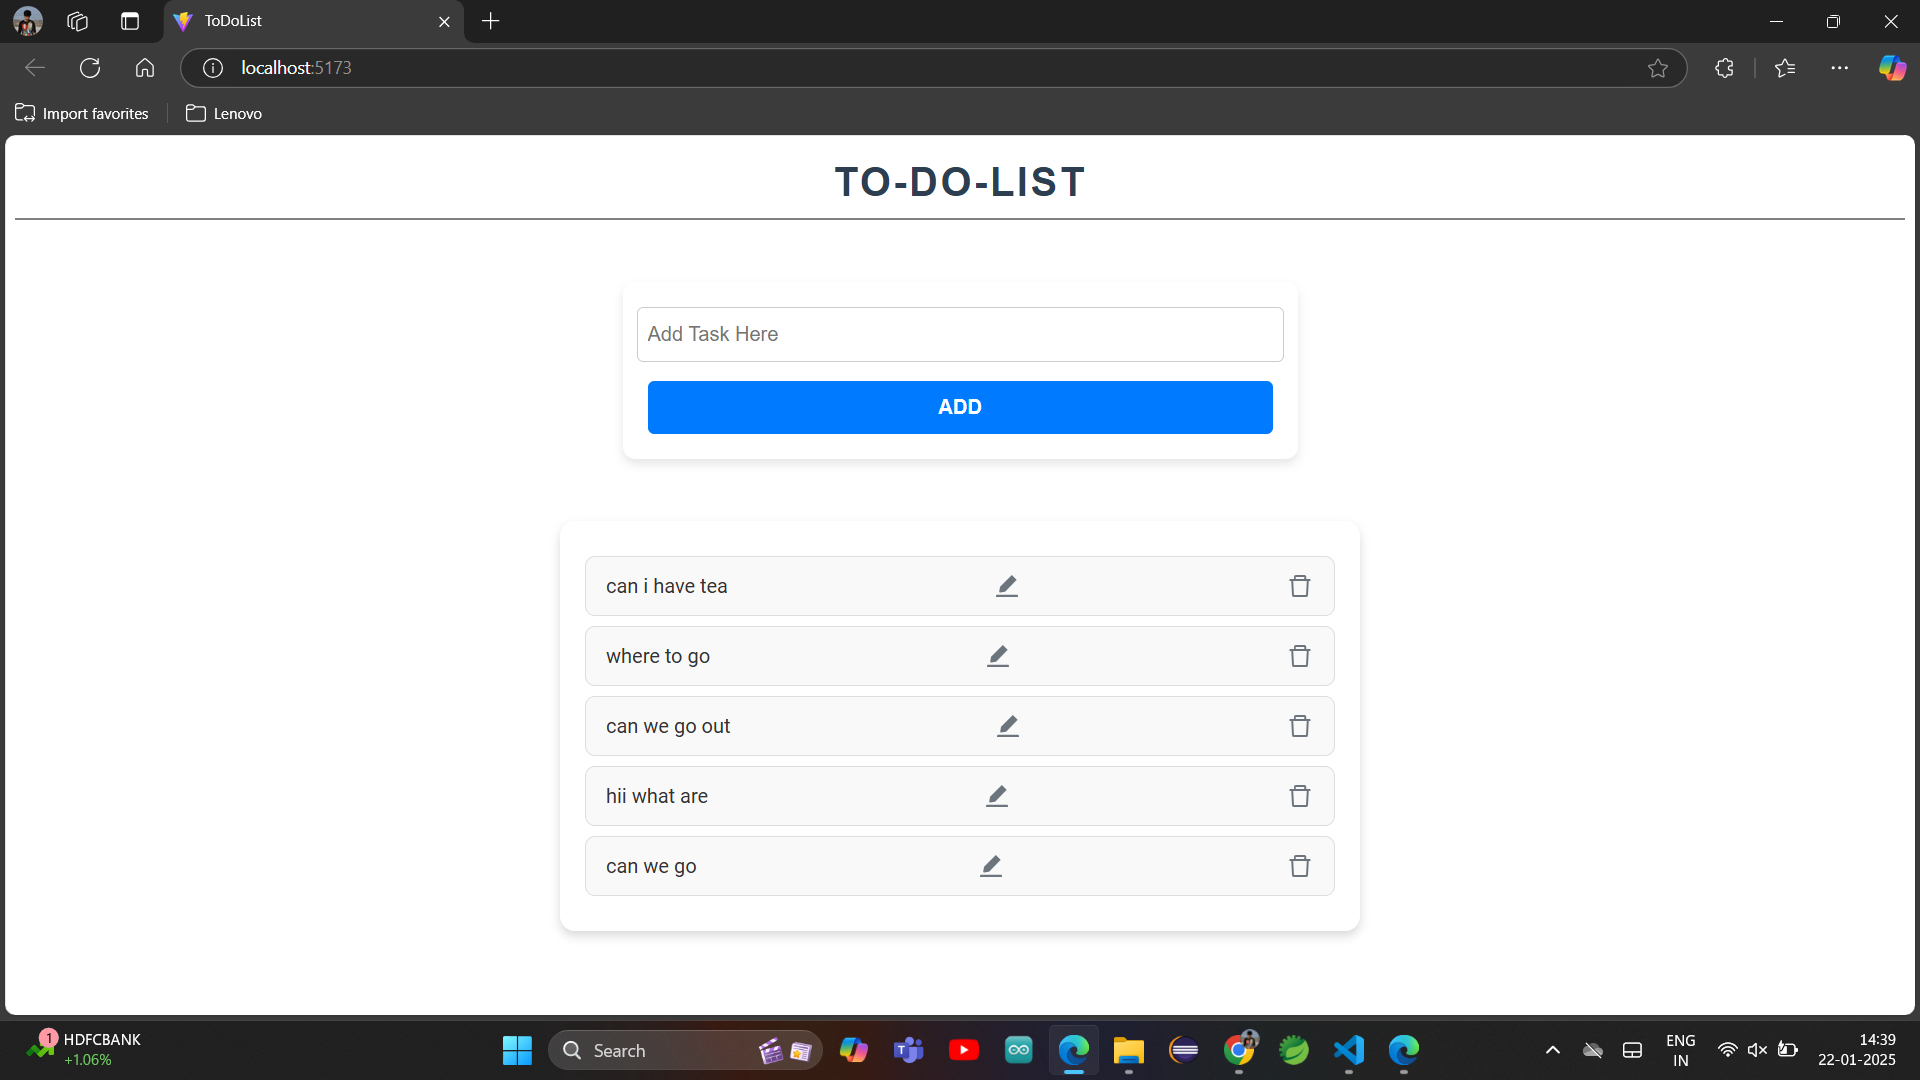 ToDoList
localhost:5173
Import favorites
Lenovo
TO-DO-LIST
Add Task Here
ADD
can i have tea
where to go
can we go out
hii what are
can we go
1
HDFCBANK
+1.06%
Search
ENG
IN
14:39
22-01-2025